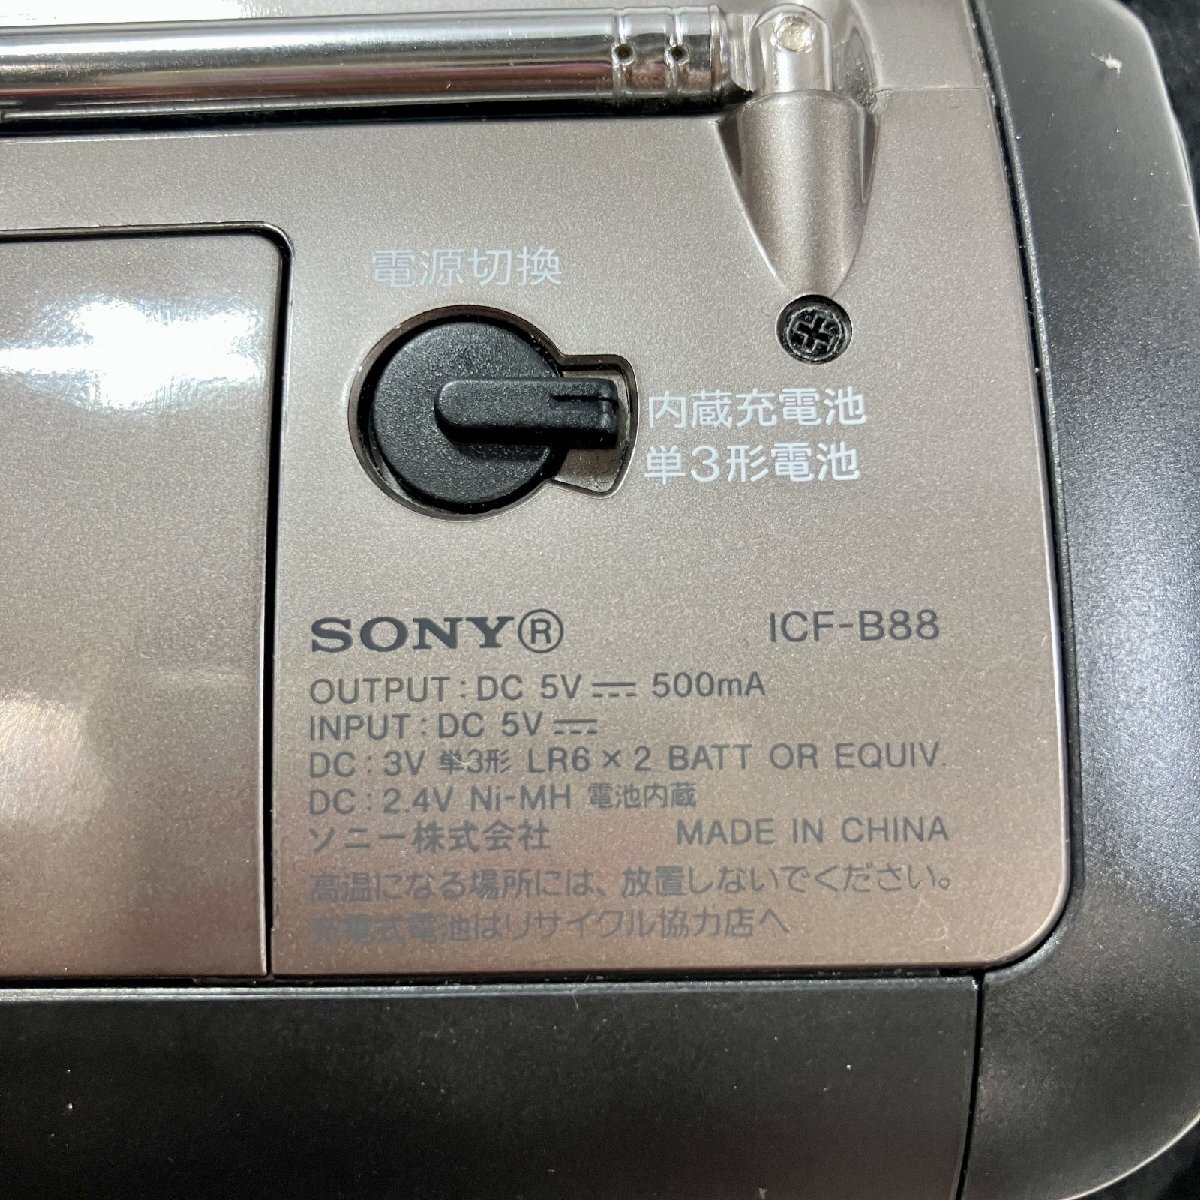 電源切換
内蔵充電池
単3形電池
SONY® ICF-B88
OUTPUT : DC 5V ⎓ 500mA
INPUT : DC 5V ⎓
DC : 3V 単3形 LR6 × 2 BATT OR EQUIV.
DC : 2.4V Ni-MH 電池内蔵
ソニー株式会社 MADE IN CHINA
高温になる場所には、放置しないでください。
充電式電池はリサイクル協力店へ